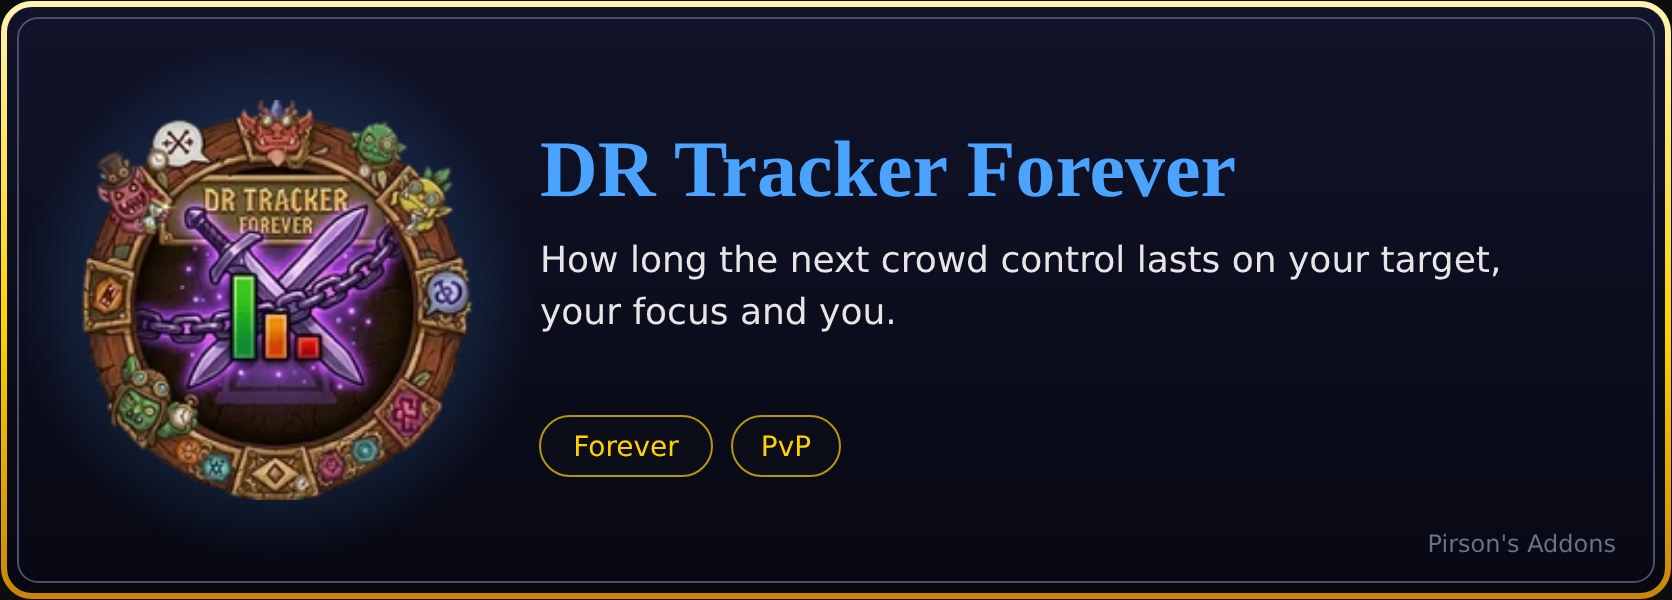 DR TRACKER
FOREVER
DR Tracker Forever
How long the next crowd control lasts on your target,
your focus and you.
Forever
PvP
Pirson's Addons